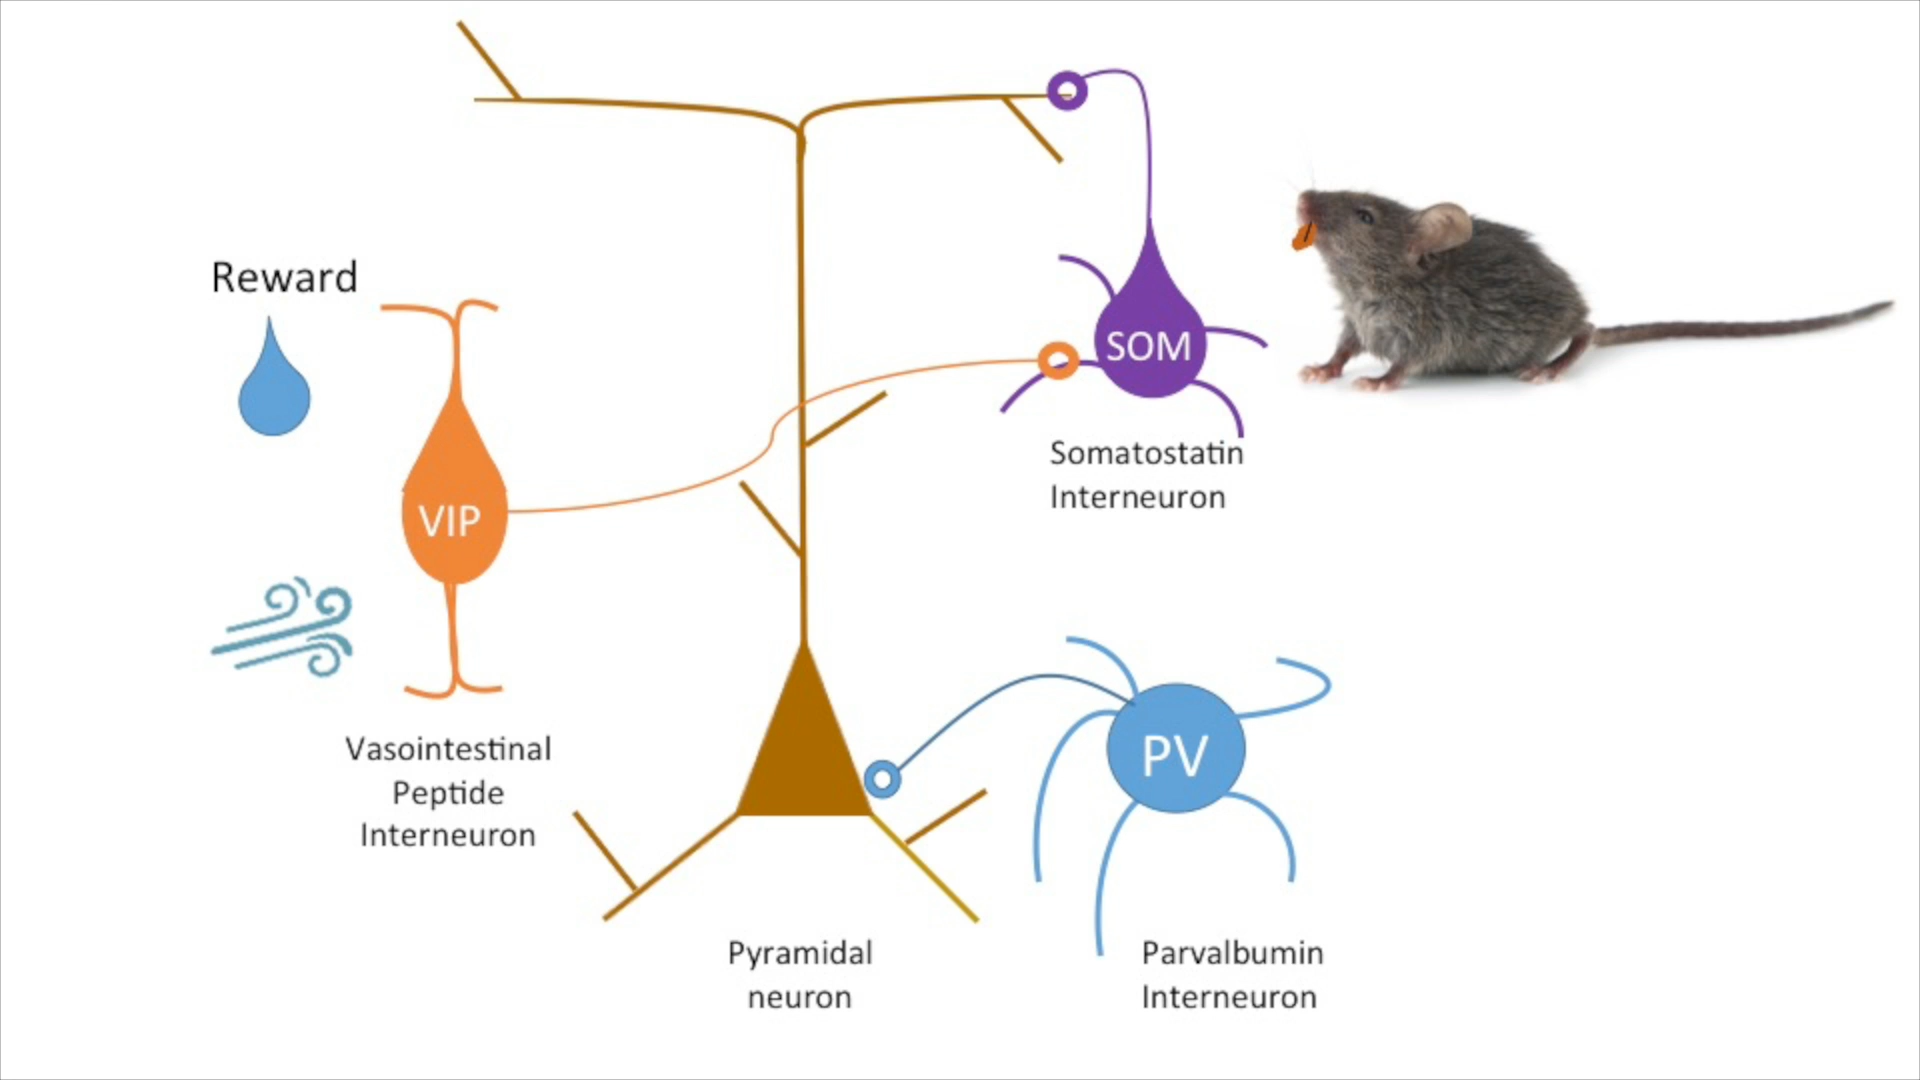 Reward
SOM
Somatostatin
Interneuron
VIP
Vasointestinal
Peptide
Interneuron
PV
Pyramidal
neuron
Parvalbumin
Interneuron